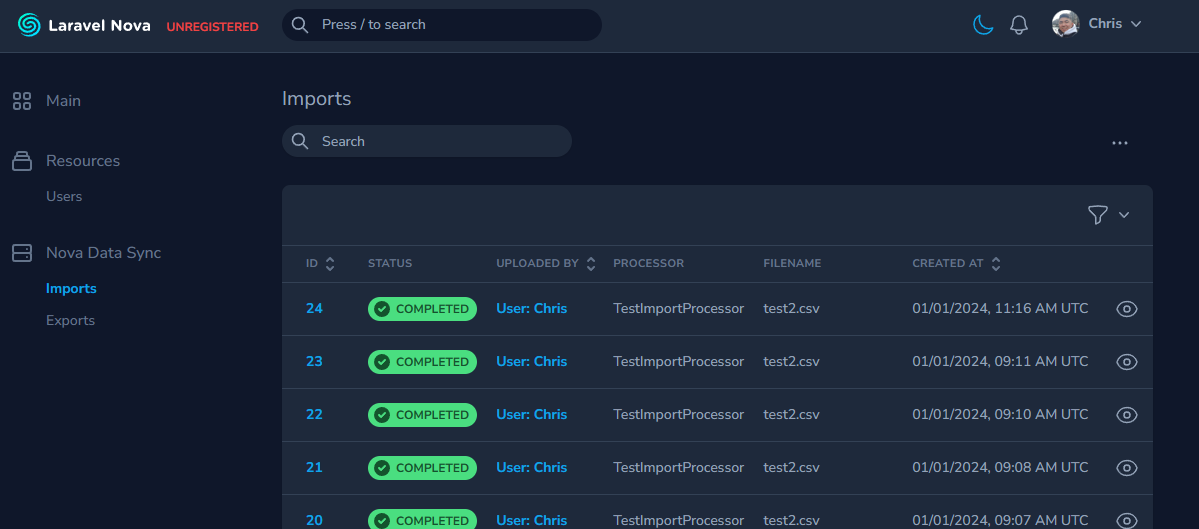 Laravel Nova UNREGISTERED Press / to search Chris
Main
Resources
Users
Nova Data Sync
Imports
Exports
Imports
Search
ID STATUS UPLOADED BY PROCESSOR FILENAME CREATED AT
24 COMPLETED User: Chris TestImportProcessor test2.csv 01/01/2024, 11:16 AM UTC
23 COMPLETED User: Chris TestImportProcessor test2.csv 01/01/2024, 09:11 AM UTC
22 COMPLETED User: Chris TestImportProcessor test2.csv 01/01/2024, 09:10 AM UTC
21 COMPLETED User: Chris TestImportProcessor test2.csv 01/01/2024, 09:08 AM UTC
20 COMPLETED User: Chris TestImportProcessor test2.csv 01/01/2024, 09:07 AM UTC